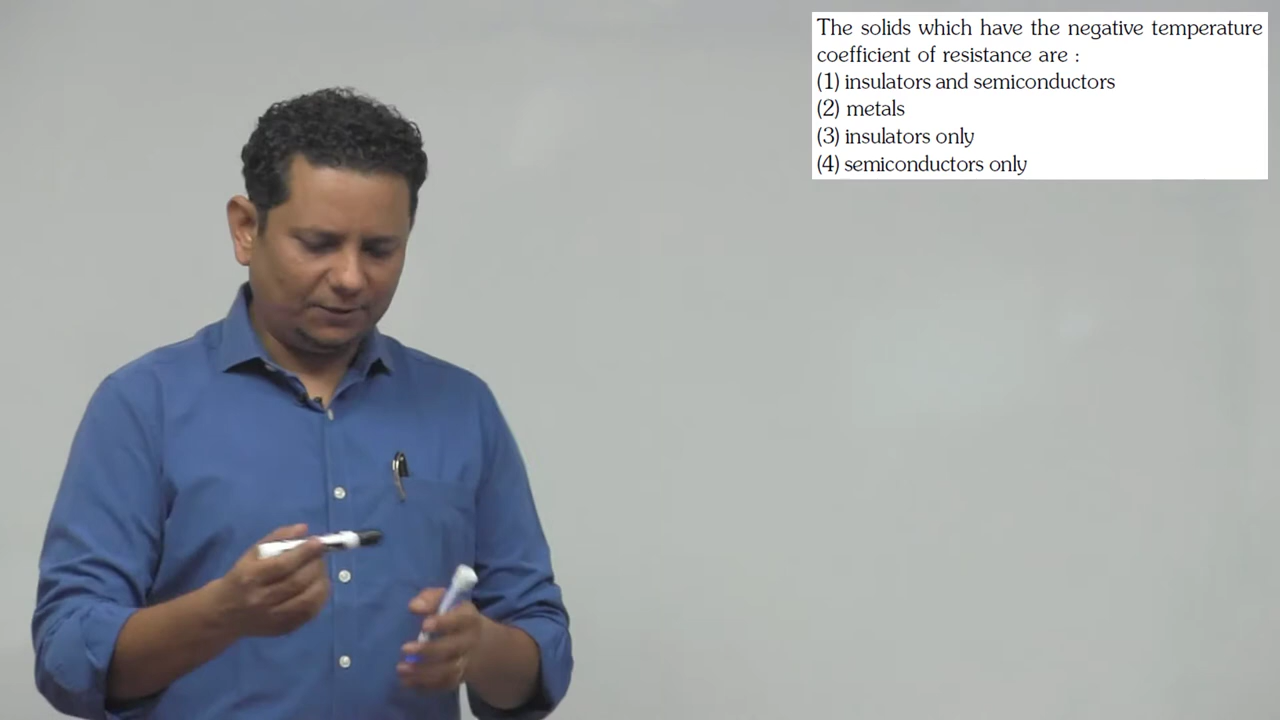 The solids which have the negative temperature
coefficient of resistance are :
(1) insulators and semiconductors
(2) metals
(3) insulators only
(4) semiconductors only